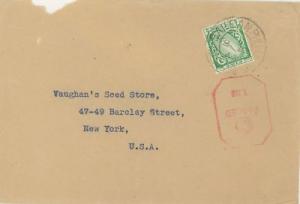 Vaughan's Seed Store,
47-49 Barclay Street,
New York,
U.S.A.